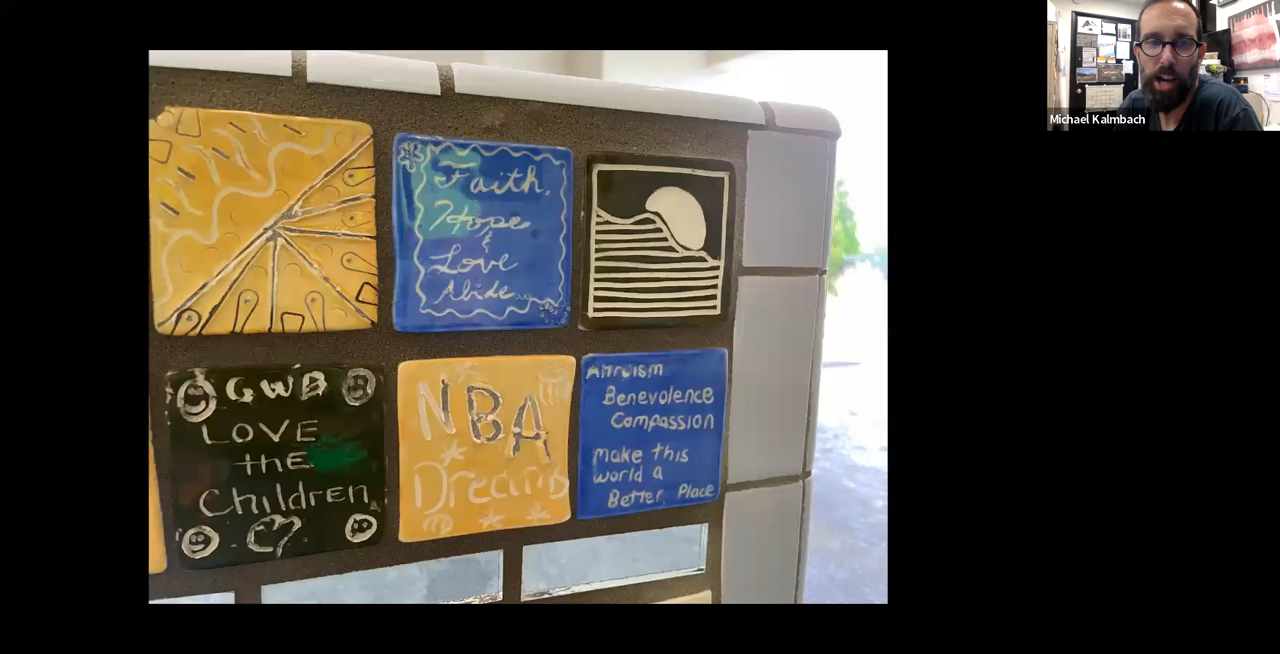 Michael Kalmbach
Faith,
Hope
&
Love
Abide
GWB
LOVE
thE
Children
NBA
Dreams
Altruism
Benevolence
Compassion
make this
world a
Better Place